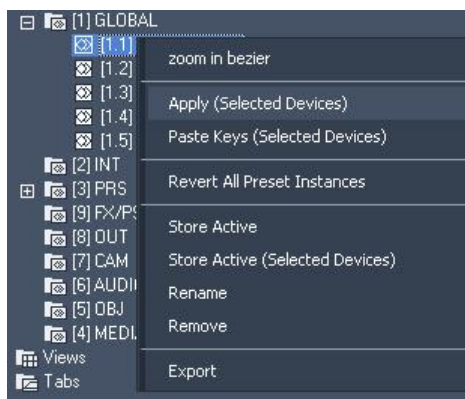 [1] GLOBAL
[1.1]
[1.2]
[1.3]
[1.4]
[1.5]
[2] INT
[3] PRS
[9] FX/PS
[8] OUT
[7] CAM
[6] AUDI
[5] OBJ
[4] MEDI
Views
Tabs
zoom in bezier
Apply (Selected Devices)
Paste Keys (Selected Devices)
Revert All Preset Instances
Store Active
Store Active (Selected Devices)
Rename
Remove
Export